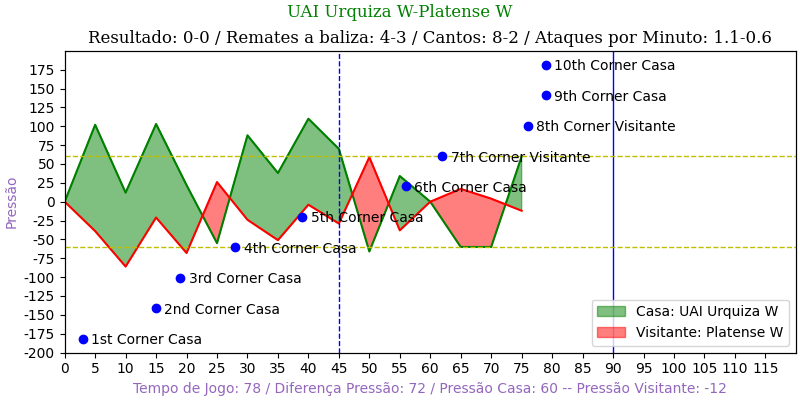 UAI Urquiza W-Platense W
Resultado: 0-0 / Remates a baliza: 4-3 / Cantos: 8-2 / Ataques por Minuto: 1.1-0.6
Pressão
175
150
125
100
75
50
25
0
-25
-50
-75
-100
-125
-150
-175
-200
10th Corner Casa
9th Corner Casa
8th Corner Visitante
7th Corner Visitante
6th Corner Casa
5th Corner Casa
4th Corner Casa
3rd Corner Casa
2nd Corner Casa
1st Corner Casa
Casa: UAI Urquiza W
Visitante: Platense W
0 5 10 15 20 25 30 35 40 45 50 55 60 65 70 75 80 85 90 95 100 105 110 115
Tempo de Jogo: 78 / Diferença Pressão: 72 / Pressão Casa: 60 -- Pressão Visitante: -12